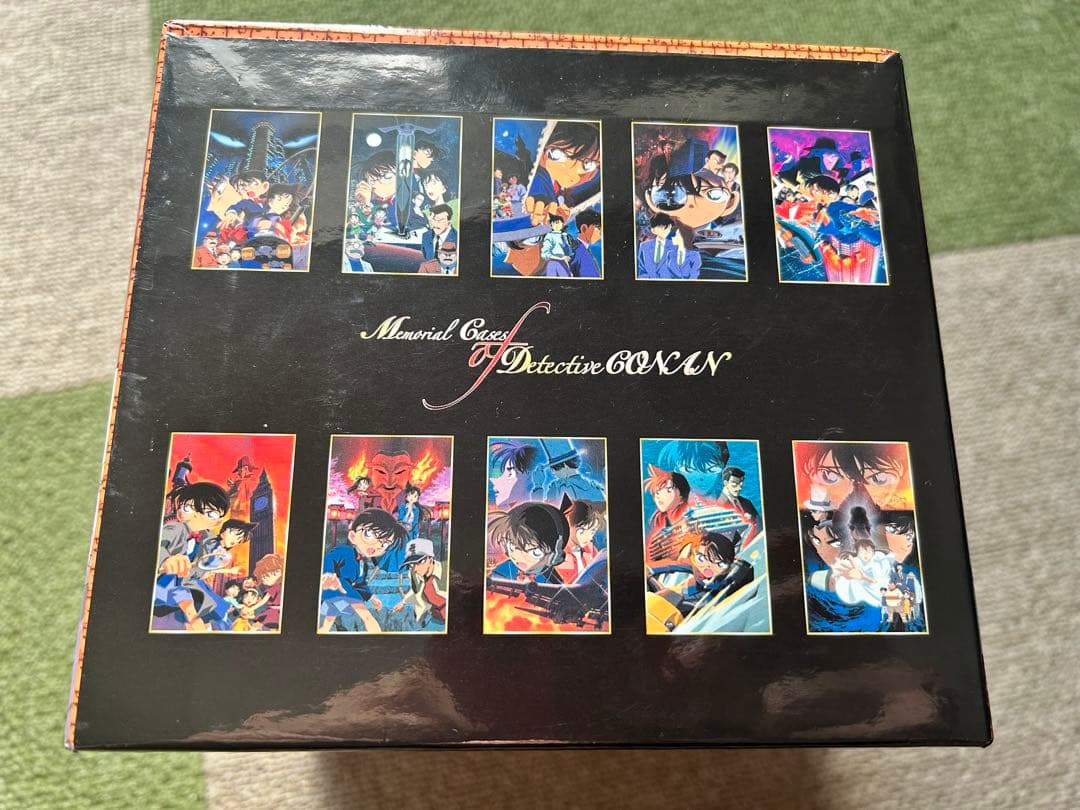 Memorial Cases
of Detective CONAN